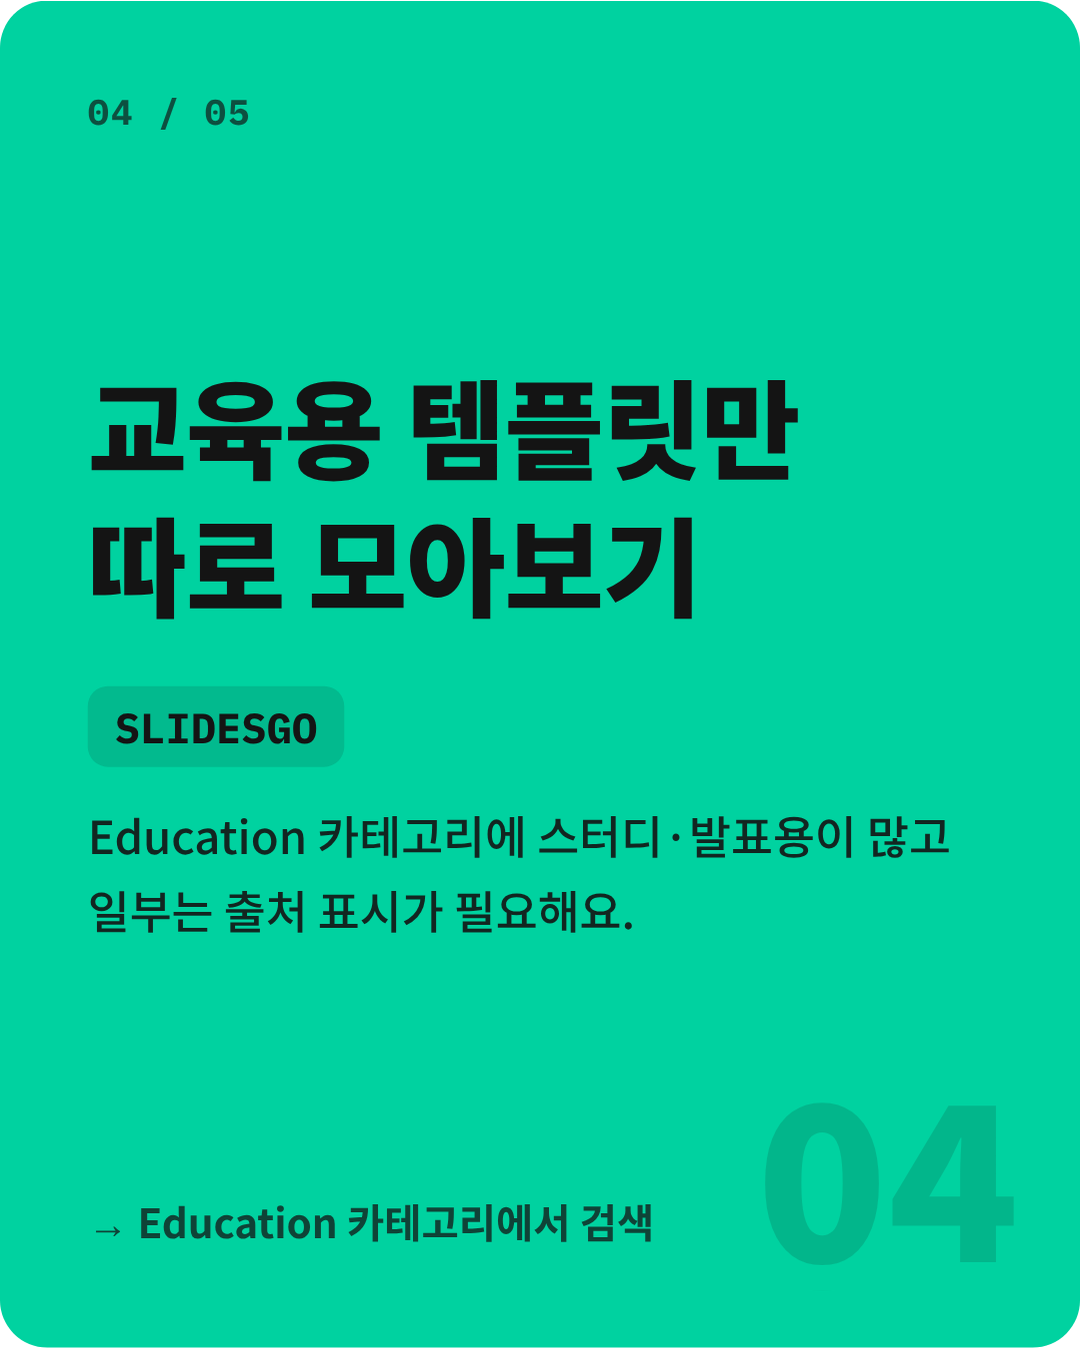 04 / 05
교육용 템플릿만
따로 모아보기
SLIDESGO
Education 카테고리에 스터디·발표용이 많고
일부는 출처 표시가 필요해요.
→ Education 카테고리에서 검색
04